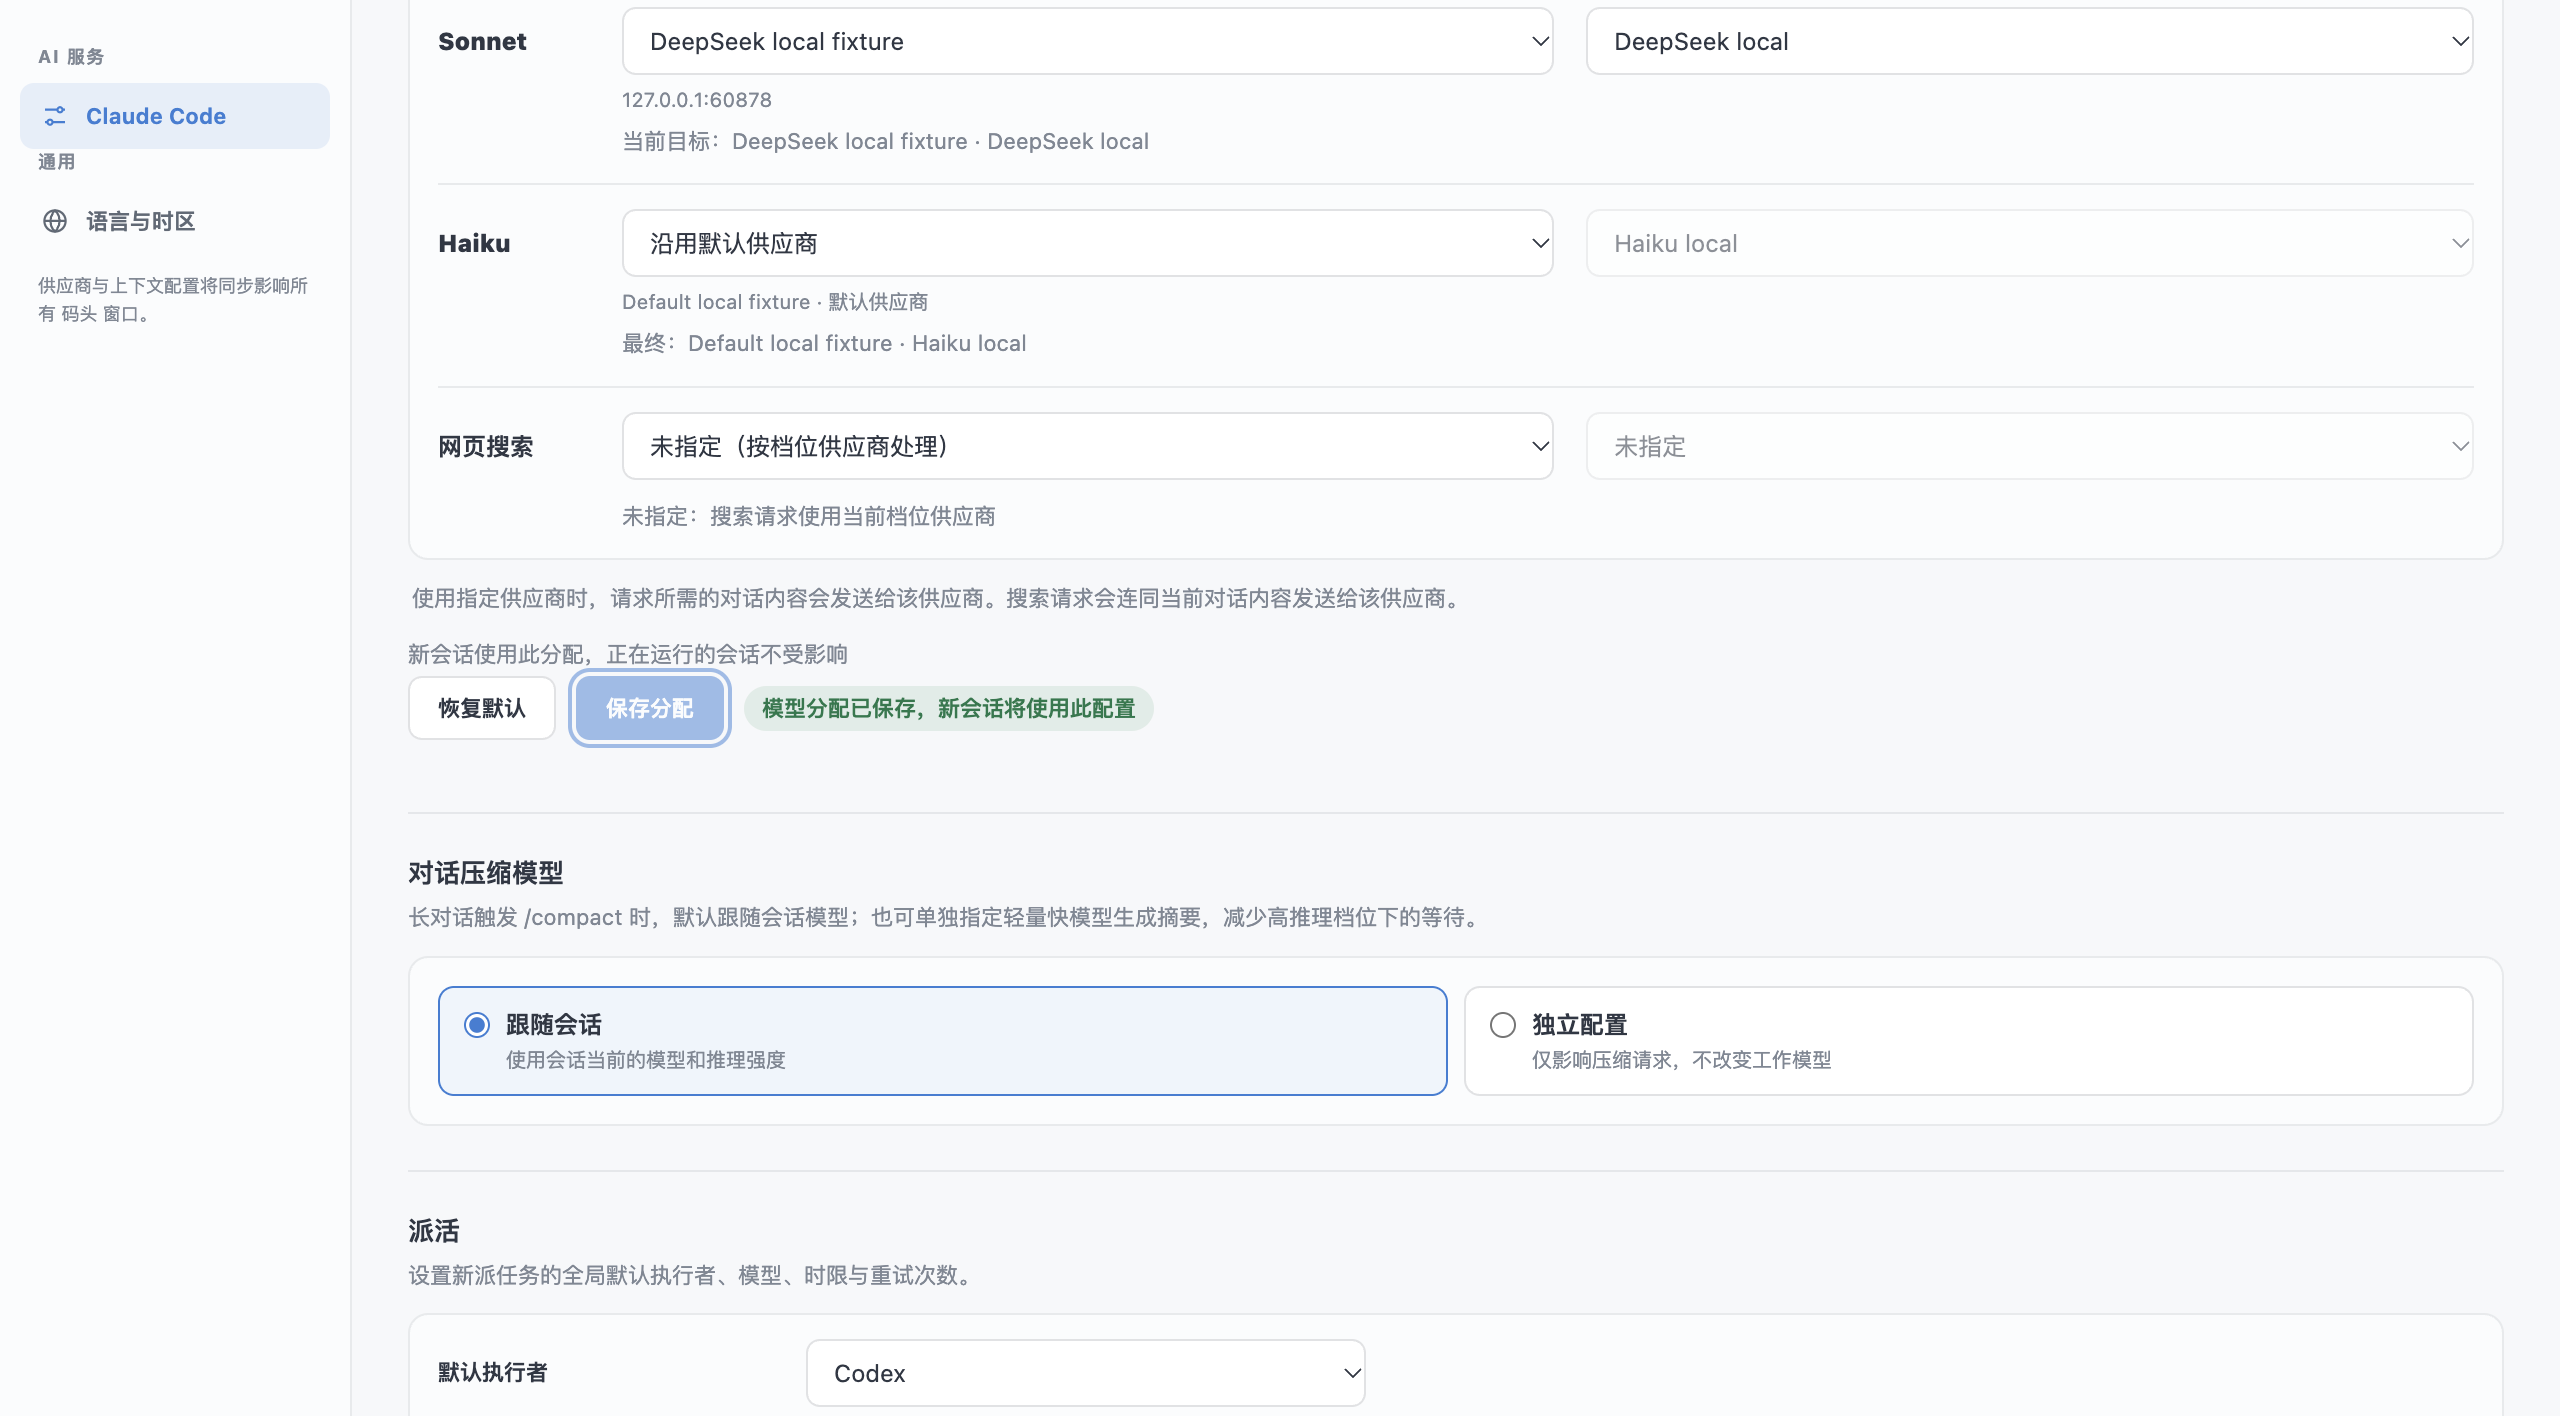 AI 服务
Claude Code
通用
语言与时区
供应商与上下文配置将同步影响所
有 码头 窗口。
Sonnet
DeepSeek local fixture
DeepSeek local
127.0.0.1:60878
当前目标：DeepSeek local fixture · DeepSeek local
Haiku
沿用默认供应商
Haiku local
Default local fixture · 默认供应商
最终：Default local fixture · Haiku local
网页搜索
未指定（按档位供应商处理）
未指定
未指定：搜索请求使用当前档位供应商
使用指定供应商时，请求所需的对话内容会发送给该供应商。搜索请求会连同当前对话内容发送给该供应商。
新会话使用此分配，正在运行的会话不受影响
恢复默认
保存分配
模型分配已保存，新会话将使用此配置
对话压缩模型
长对话触发 /compact 时，默认跟随会话模型；也可单独指定轻量快模型生成摘要，减少高推理档位下的等待。
跟随会话
使用会话当前的模型和推理强度
独立配置
仅影响压缩请求，不改变工作模型
派活
设置新派任务的全局默认执行者、模型、时限与重试次数。
默认执行者
Codex